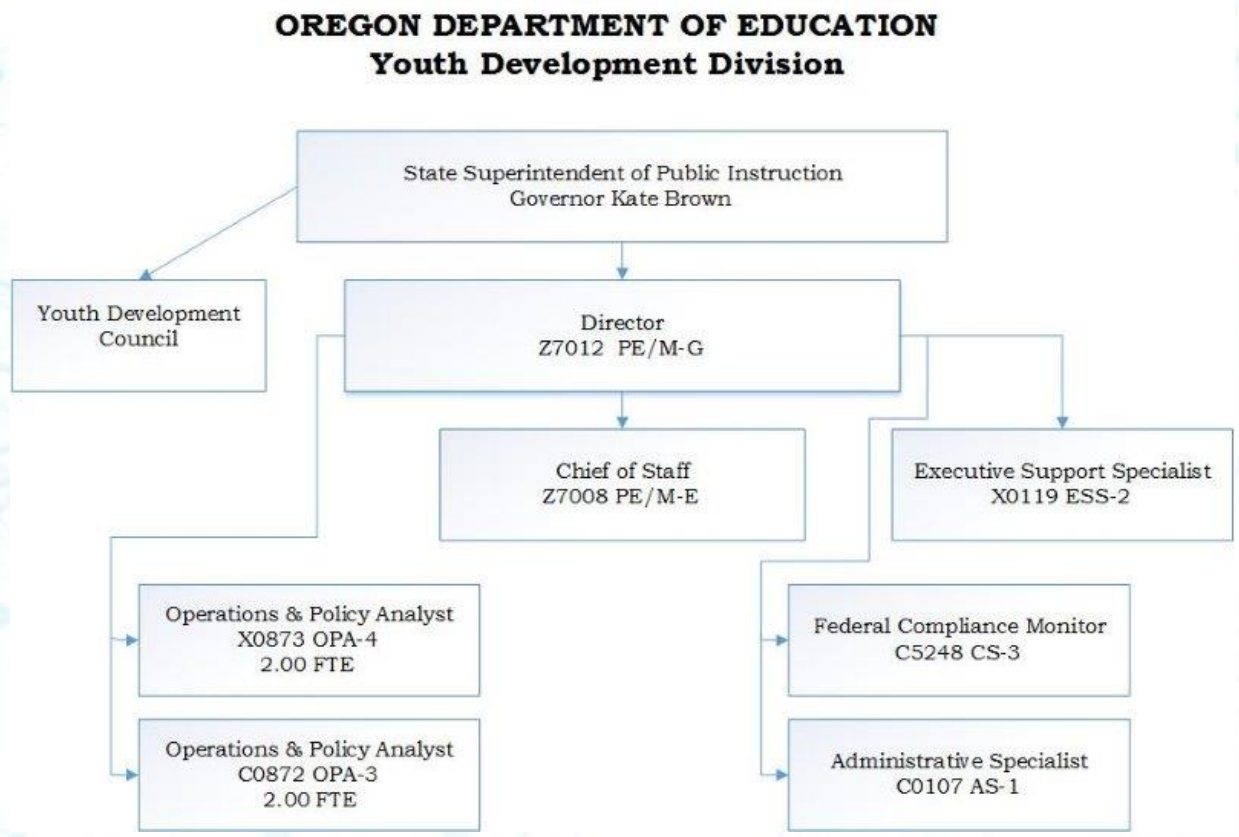 OREGON DEPARTMENT OF EDUCATION
Youth Development Division
State Superintendent of Public Instruction
Governor Kate Brown
Youth Development
Council
Director
Z7012 PE/M-G
Chief of Staff
Z7008 PE/M-E
Executive Support Specialist
X0119 ESS-2
Operations & Policy Analyst
X0873 OPA-4
2.00 FTE
Federal Compliance Monitor
C5248 CS-3
Operations & Policy Analyst
C0872 OPA-3
2.00 FTE
Administrative Specialist
C0107 AS-1